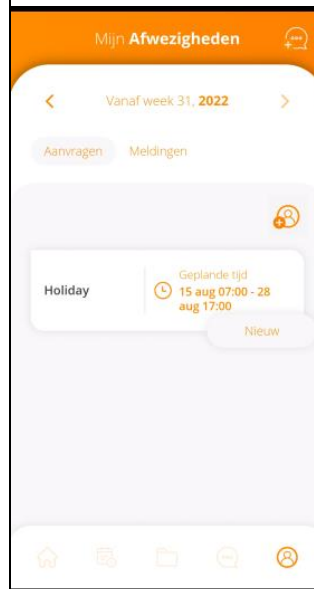 Mijn Afwezigheden
Vanaf week 31, 2022
Aanvragen Meldingen
Geplande tijd
Holiday 15 aug 07:00 - 28
aug 17:00
Nieuw